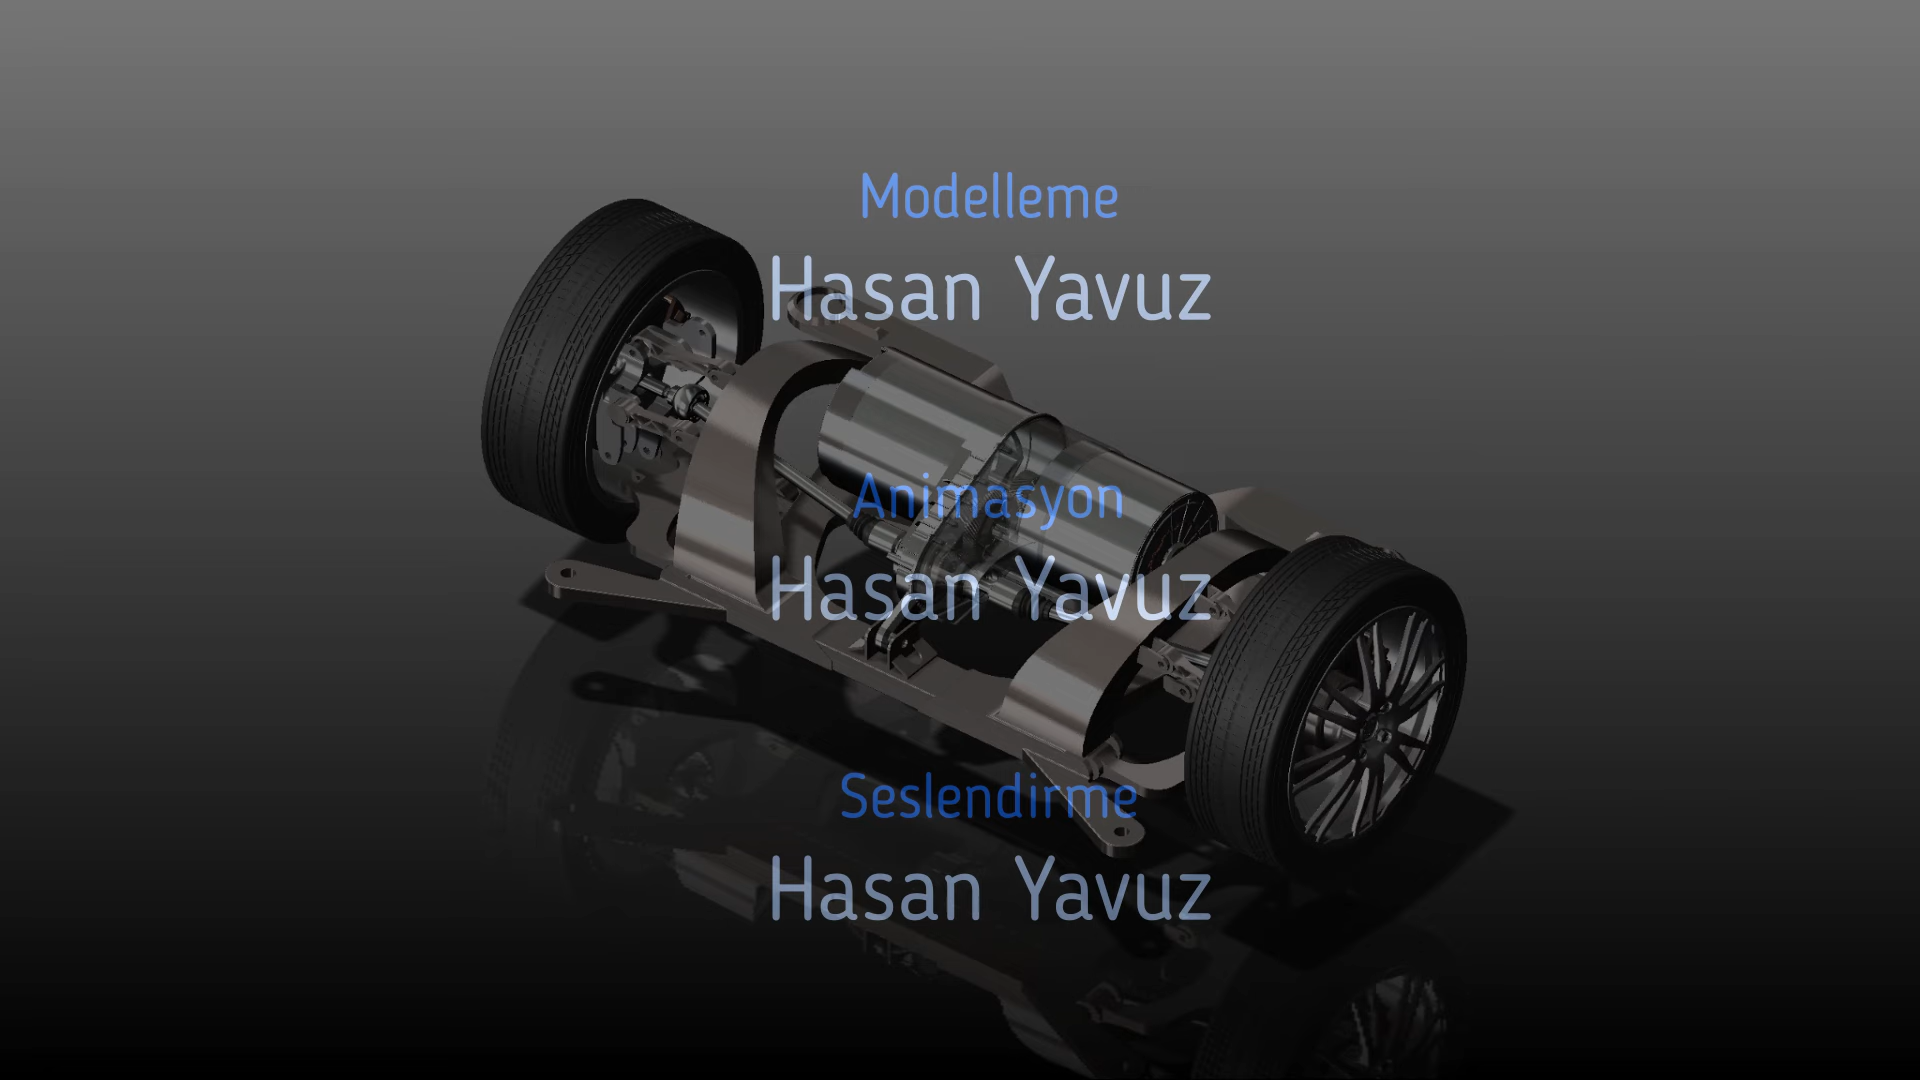 Modelleme
Hasan Yavuz
Animasyon
Hasan Yavuz
Seslendirme
Hasan Yavuz